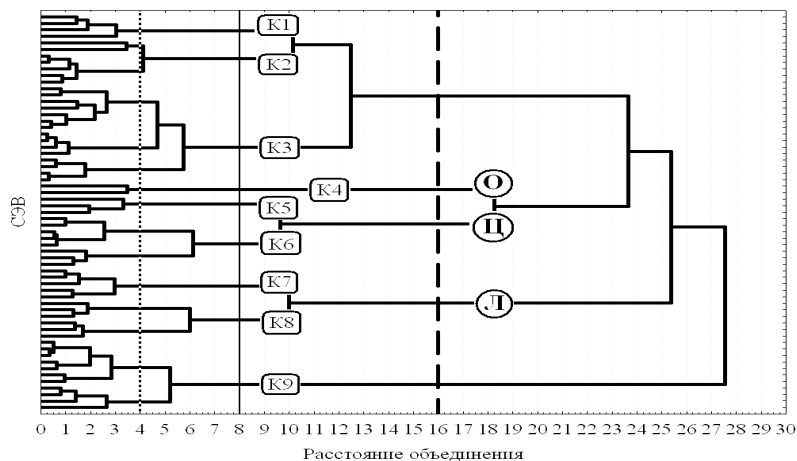 К1
К2
К3
К4
О
К5
Ц
К6
К7
Л
К8
К9
СЭВ
0 1 2 3 4 5 6 7 8 9 10 11 12 13 14 15 16 17 18 19 20 21 22 23 24 25 26 27 28 29 30
Расстояние объединения